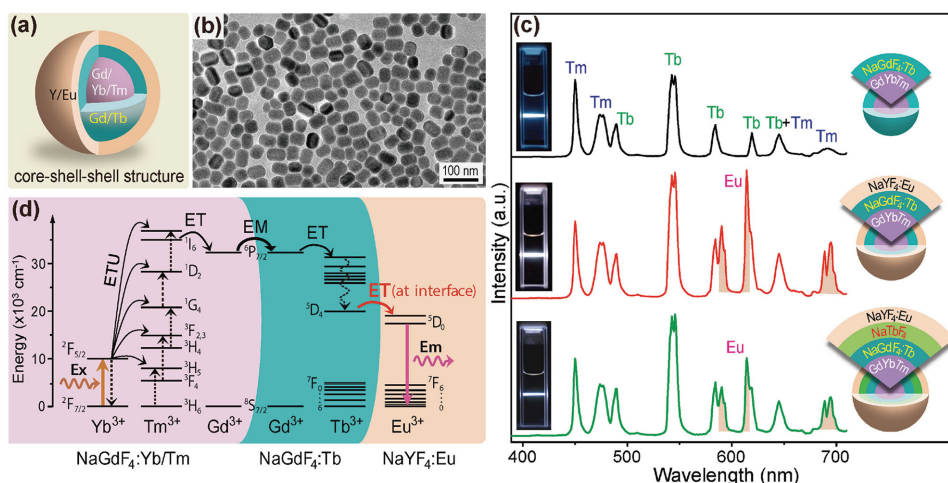 (a)
Gd/
Yb/Tm
Y/Eu
Gd/Tb
core-shell-shell structure
(b)
100 nm
(c)
Tm
Tm
Tb
Tb
Tb
Tb
Tb+Tm
Tm
NaGdF₄:Tb
GdYbTm
Eu
NaYF₄:Eu
NaGdF₄:Tb
GdYbTm
Eu
NaYF₄:Eu
NaTbF₄
NaGdF₄:Tb
GdYbTm
Intensity (a.u.)
400 500 600 700
Wavelength (nm)
(d)
ET EM ET
ETU
¹I₆
¹D₂
¹G₄
³F₂,₃
³H₄
³H₅
³F₄
³H₆
⁶P₇/₂
⁸S₇/₂
⁵D₄
ET(at interface)
⁵D₀
Em
⁷F₀
⁝
₆
⁷F₆
⁝
₀
²F₅/₂
Ex
²F₇/₂
Energy (x10³ cm⁻¹)
30
20
10
0
Yb³⁺ Tm³⁺ Gd³⁺ Gd³⁺ Tb³⁺ Eu³⁺
NaGdF₄:Yb/Tm NaGdF₄:Tb NaYF₄:Eu